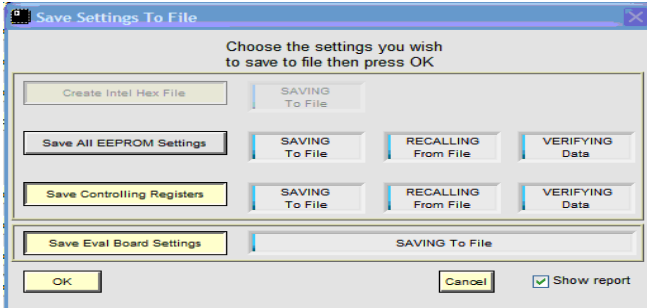 Save Settings To File
Choose the settings you wish
to save to file then press OK
Create Intel Hex File
SAVING
To File
Save All EEPROM Settings
SAVING
To File
RECALLING
From File
VERIFYING
Data
Save Controlling Registers
SAVING
To File
RECALLING
From File
VERIFYING
Data
Save Eval Board Settings
SAVING To File
OK
Cancel
Show report